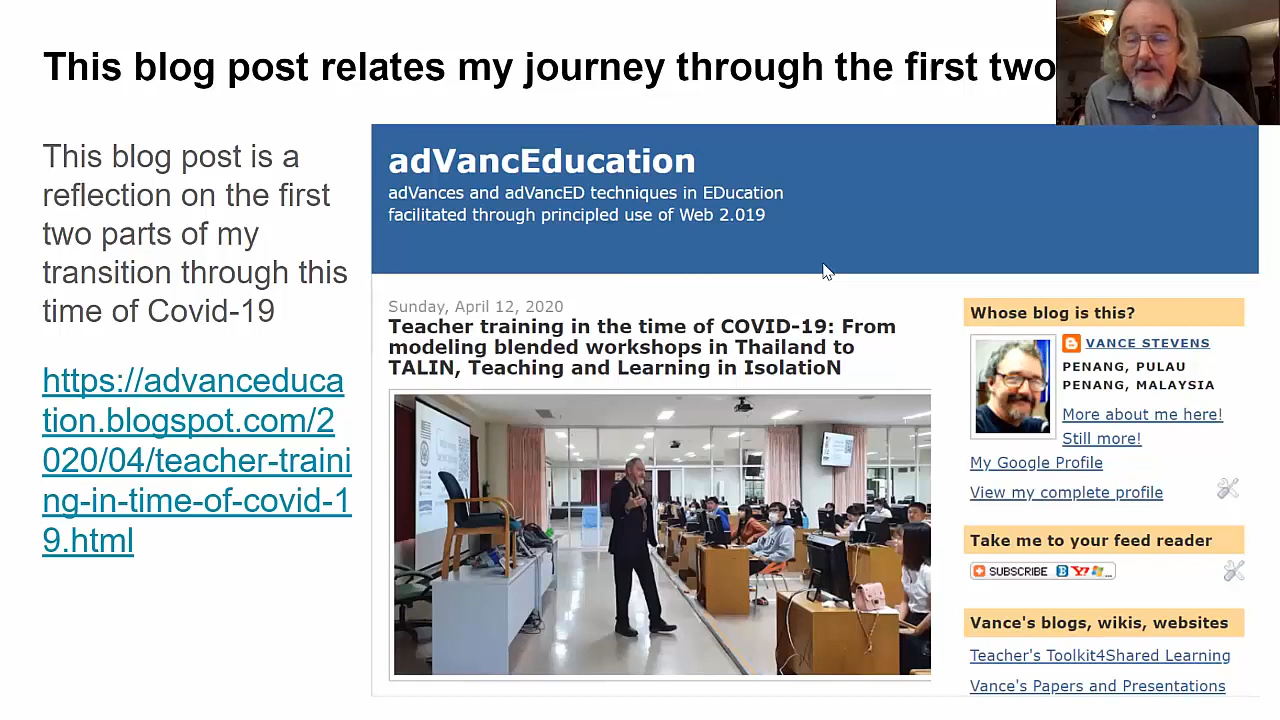 This blog post relates my journey through the first two
This blog post is a
reflection on the first
two parts of my
transition through this
time of Covid-19
https://advanceduca
tion.blogspot.com/2
020/04/teacher-traini
ng-in-time-of-covid-1
9.html
adVancEducation
adVances and adVancED techniques in EDucation
facilitated through principled use of Web 2.019
Sunday, April 12, 2020
Teacher training in the time of COVID-19: From
modeling blended workshops in Thailand to
TALIN, Teaching and Learning in IsolatioN
Whose blog is this?
VANCE STEVENS
PENANG, PULAU
PENANG, MALAYSIA
More about me here!
Still more!
My Google Profile
View my complete profile
Take me to your feed reader
SUBSCRIBE
Vance's blogs, wikis, websites
Teacher's Toolkit4Shared Learning
Vance's Papers and Presentations